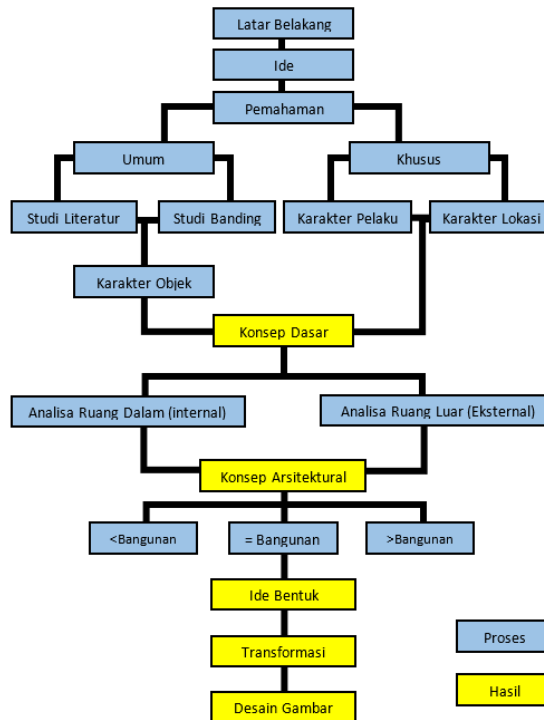 Latar Belakang
Ide
Pemahaman
Umum
Khusus
Studi Literatur
Studi Banding
Karakter Pelaku
Karakter Lokasi
Karakter Objek
Konsep Dasar
Analisa Ruang Dalam (internal)
Analisa Ruang Luar (Eksternal)
Konsep Arsitektural
<Bangunan
= Bangunan
>Bangunan
Ide Bentuk
Proses
Transformasi
Hasil
Desain Gambar